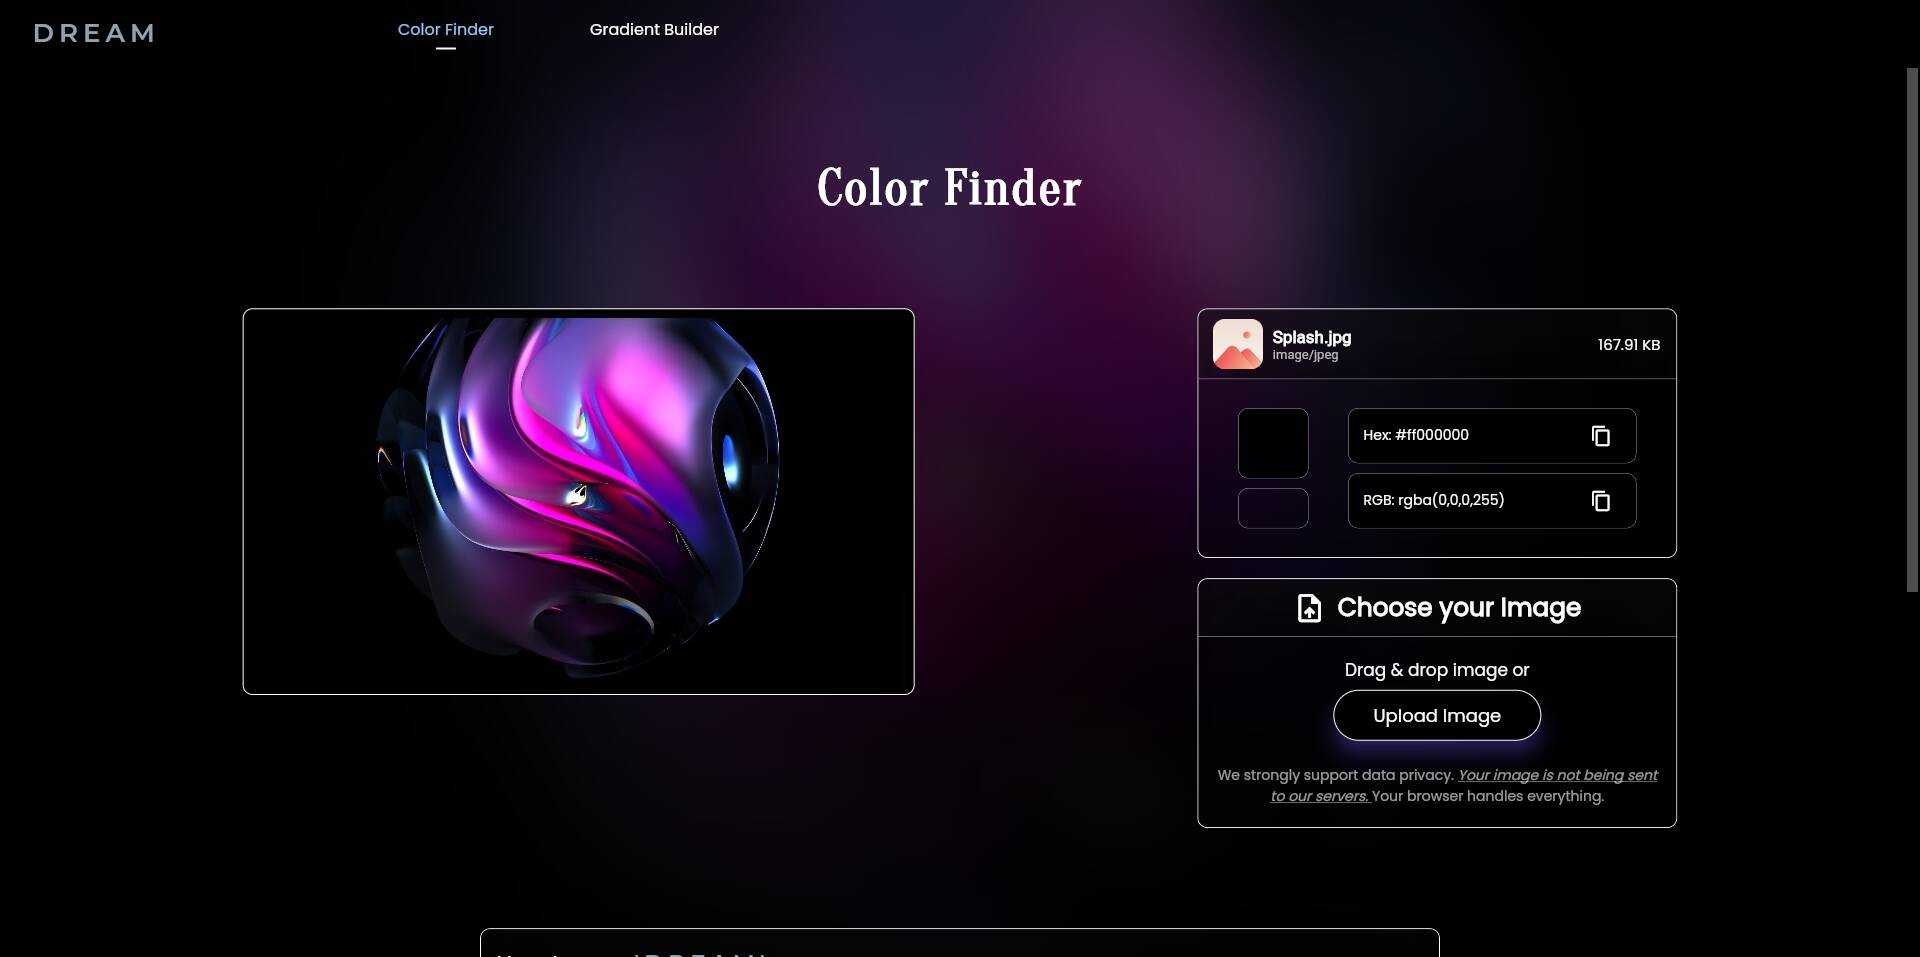 DREAM
Color Finder
Gradient Builder
Color Finder
Splash.jpg
image/jpeg
167.91 KB
Hex: #ff000000
RGB: rgba(0,0,0,255)
Choose your Image
Drag & drop image or
Upload Image
We strongly support data privacy. Your image is not being sent
to our servers. Your browser handles everything.